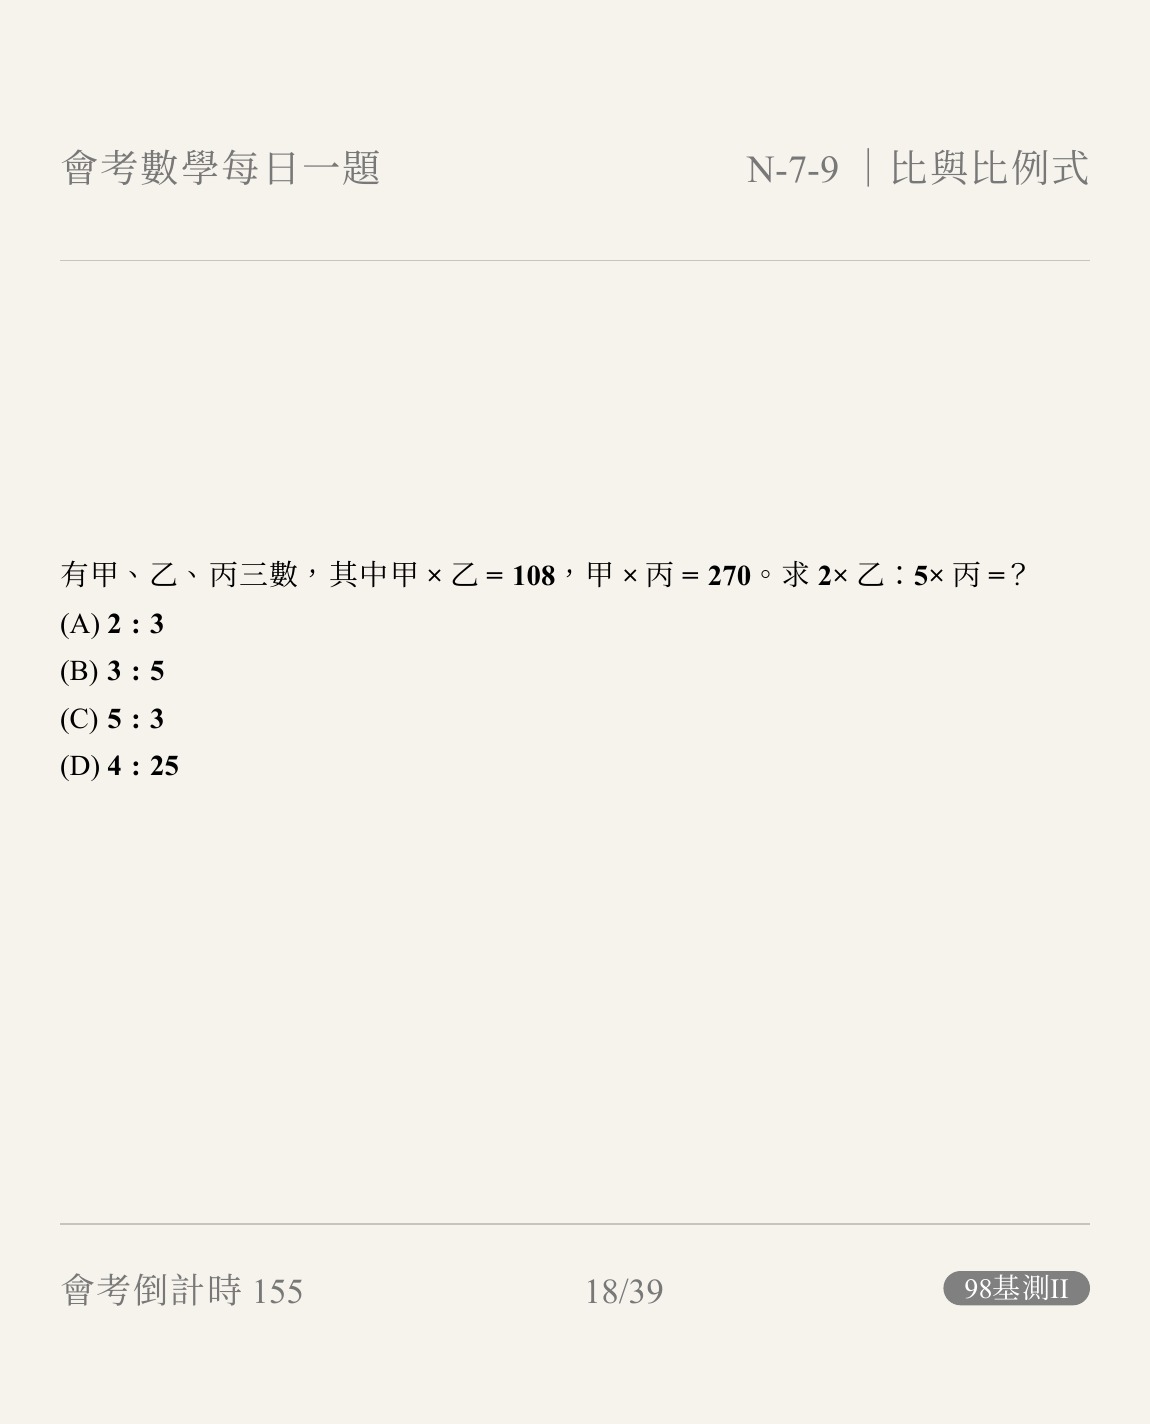 會考數學每日一題
N-7-9｜比與比例式
有甲、乙、丙三數，其中甲 × 乙 = 108，甲 × 丙 = 270。求 2× 乙：5× 丙 =？
(A) 2 : 3
(B) 3 : 5
(C) 5 : 3
(D) 4 : 25
會考倒計時 155
18/39
98基測II